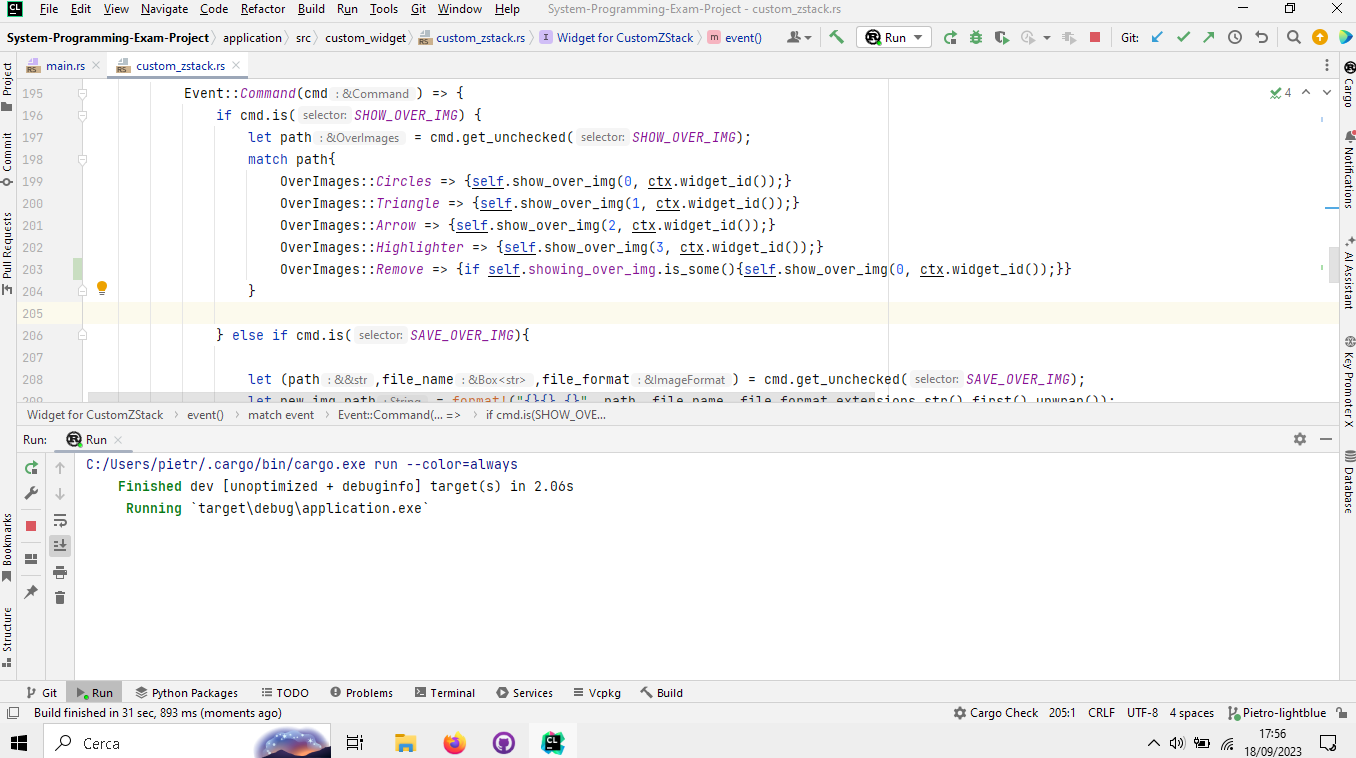 File Edit View Navigate Code Refactor Build Run Tools Git Window Help System-Programming-Exam-Project - custom_zstack.rs
System-Programming-Exam-Project application src custom_widget custom_zstack.rs Widget for CustomZStack event() Run Git:
main.rs custom_zstack.rs
195 Event::Command(cmd : &Command ) => {
4
196 if cmd.is( selector: SHOW_OVER_IMG) {
197 let path : &OverImages = cmd.get_unchecked( selector: SHOW_OVER_IMG);
198 match path{
199 OverImages::Circles => {self.show_over_img(0, ctx.widget_id());}
200 OverImages::Triangle => {self.show_over_img(1, ctx.widget_id());}
201 OverImages::Arrow => {self.show_over_img(2, ctx.widget_id());}
202 OverImages::Highlighter => {self.show_over_img(3, ctx.widget_id());}
203 OverImages::Remove => {if self.showing_over_img.is_some(){self.show_over_img(0, ctx.widget_id());}}
204 }
205
206 } else if cmd.is( selector: SAVE_OVER_IMG){
207
208 let (path : &&str ,file_name : &Box<str> ,file_format : &ImageFormat ) = cmd.get_unchecked( selector: SAVE_OVER_IMG);
Widget for CustomZStack event() match event Event::Command(... => if cmd.is(SHOW_OVE...
Run: Run
C:/Users/pietr/.cargo/bin/cargo.exe run --color=always
Finished dev [unoptimized + debuginfo] target(s) in 2.06s
Running `target\debug\application.exe`
Project
Commit
Pull Requests
Bookmarks
Structure
Cargo
Notifications
AI Assistant
Key Promoter X
Database
Git Run Python Packages TODO Problems Terminal Services Vcpkg Build
Build finished in 31 sec, 893 ms (moments ago) Cargo Check 205:1 CRLF UTF-8 4 spaces Pietro-lightblue
Cerca
17:56
18/09/2023